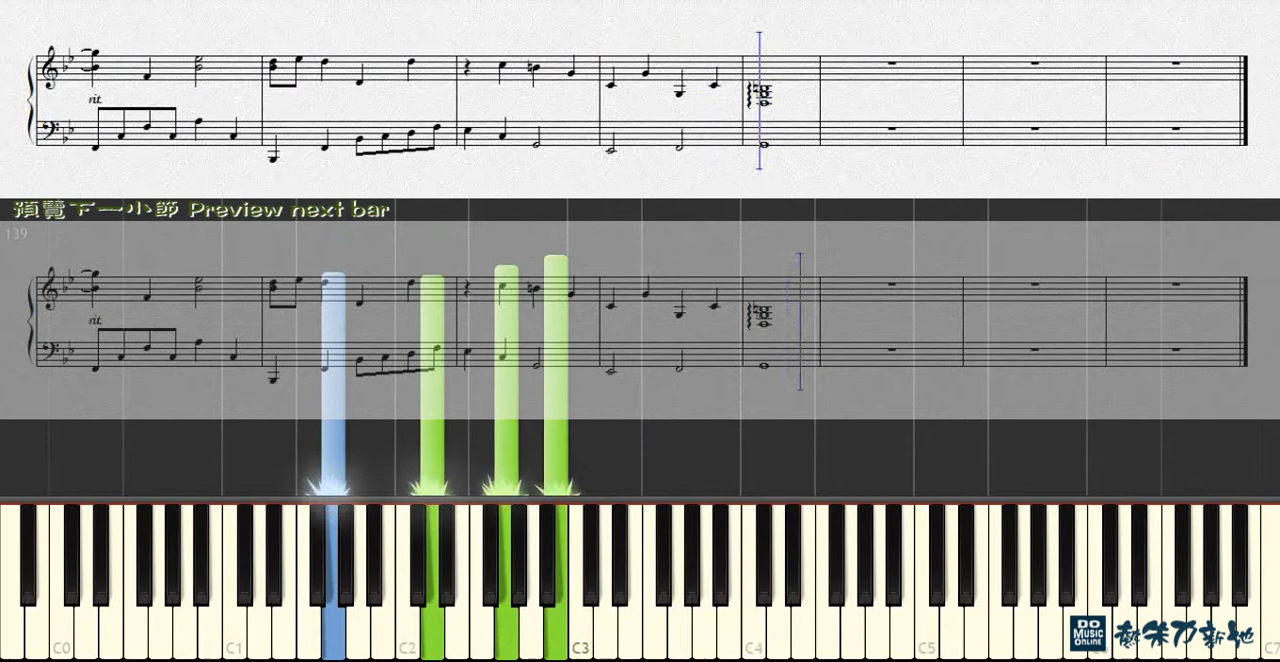 rit.
預覽下一小節 Preview next bar
139
rit.
C0 C1 C2 C3 C4 C5 C7
DO
MUSIC
ONLINE